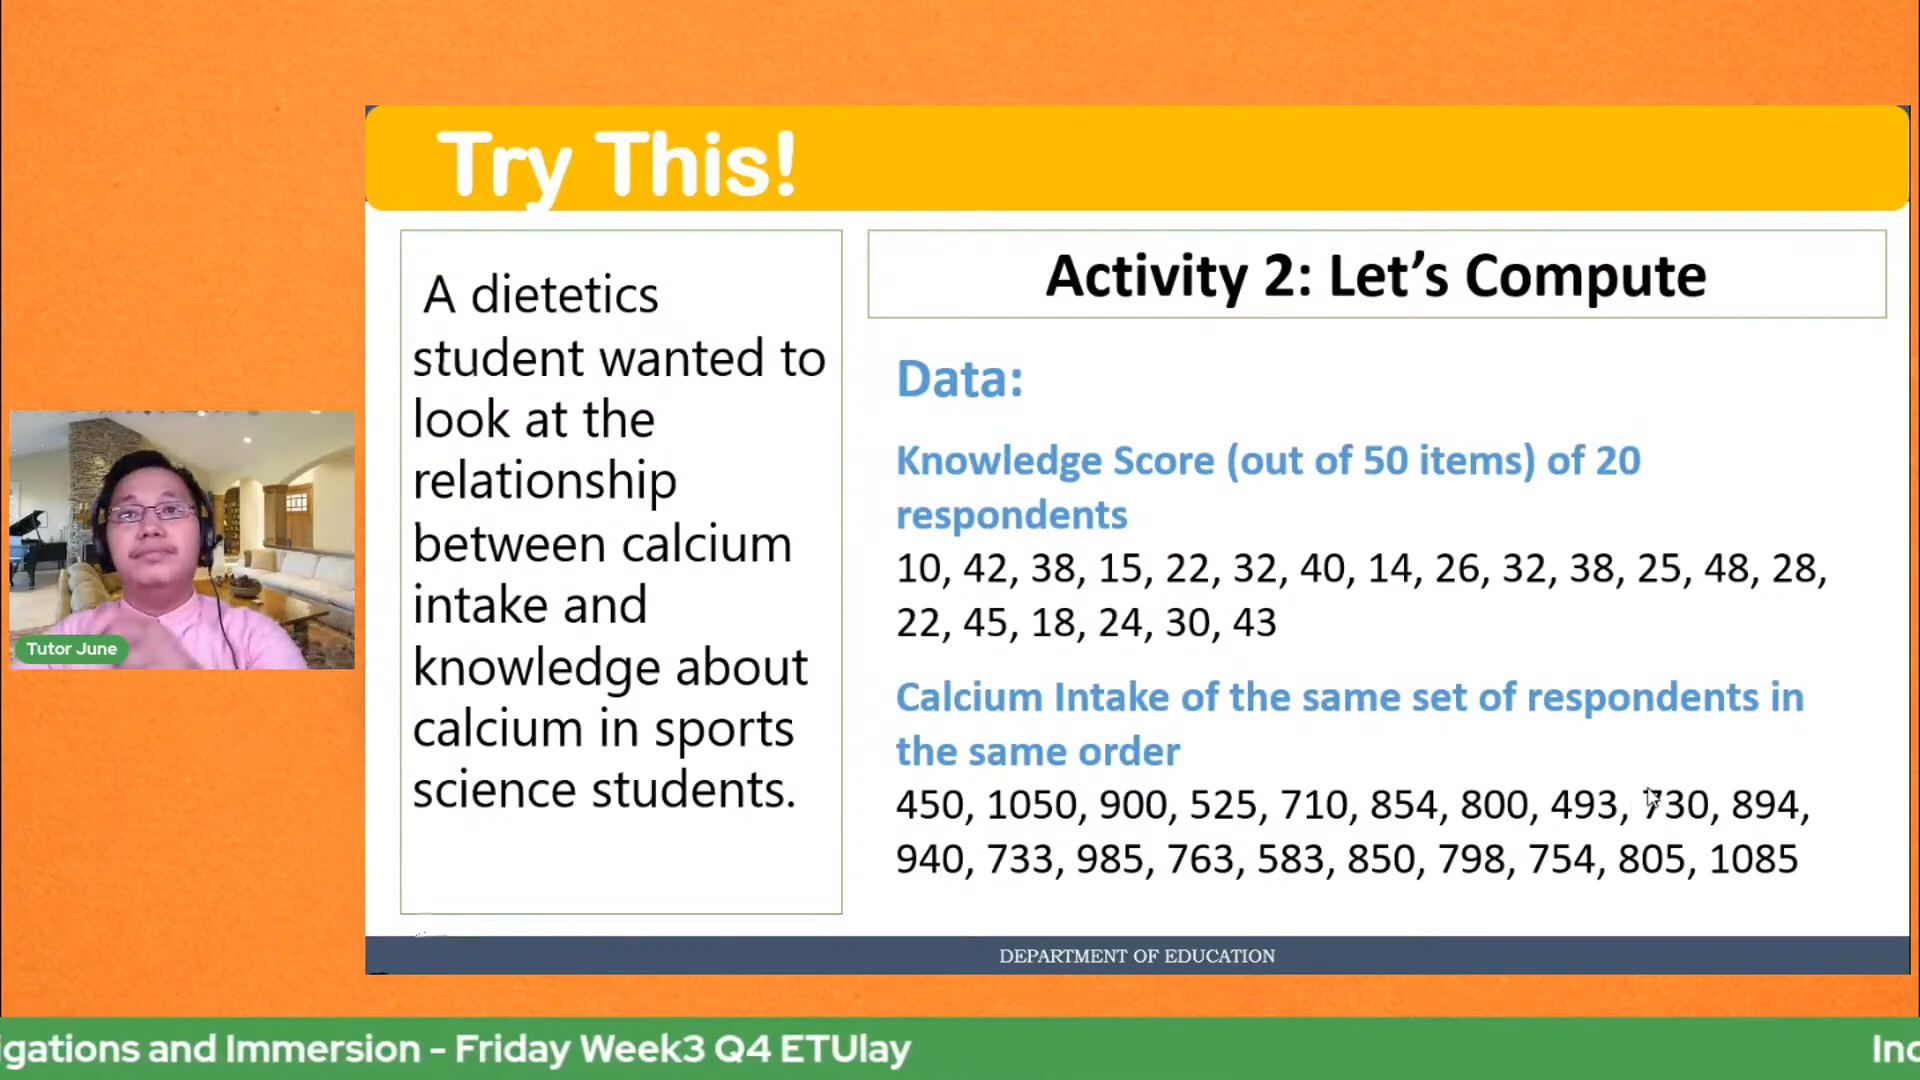 Try This!
A dietetics
student wanted to
look at the
relationship
between calcium
intake and
knowledge about
calcium in sports
science students.
Activity 2: Let’s Compute
Data:
Knowledge Score (out of 50 items) of 20
respondents
10, 42, 38, 15, 22, 32, 40, 14, 26, 32, 38, 25, 48, 28,
22, 45, 18, 24, 30, 43
Calcium Intake of the same set of respondents in
the same order
450, 1050, 900, 525, 710, 854, 800, 493, 730, 894,
940, 733, 985, 763, 583, 850, 798, 754, 805, 1085
Tutor June
DEPARTMENT OF EDUCATION
igations and Immersion - Friday Week3 Q4 ETUlay